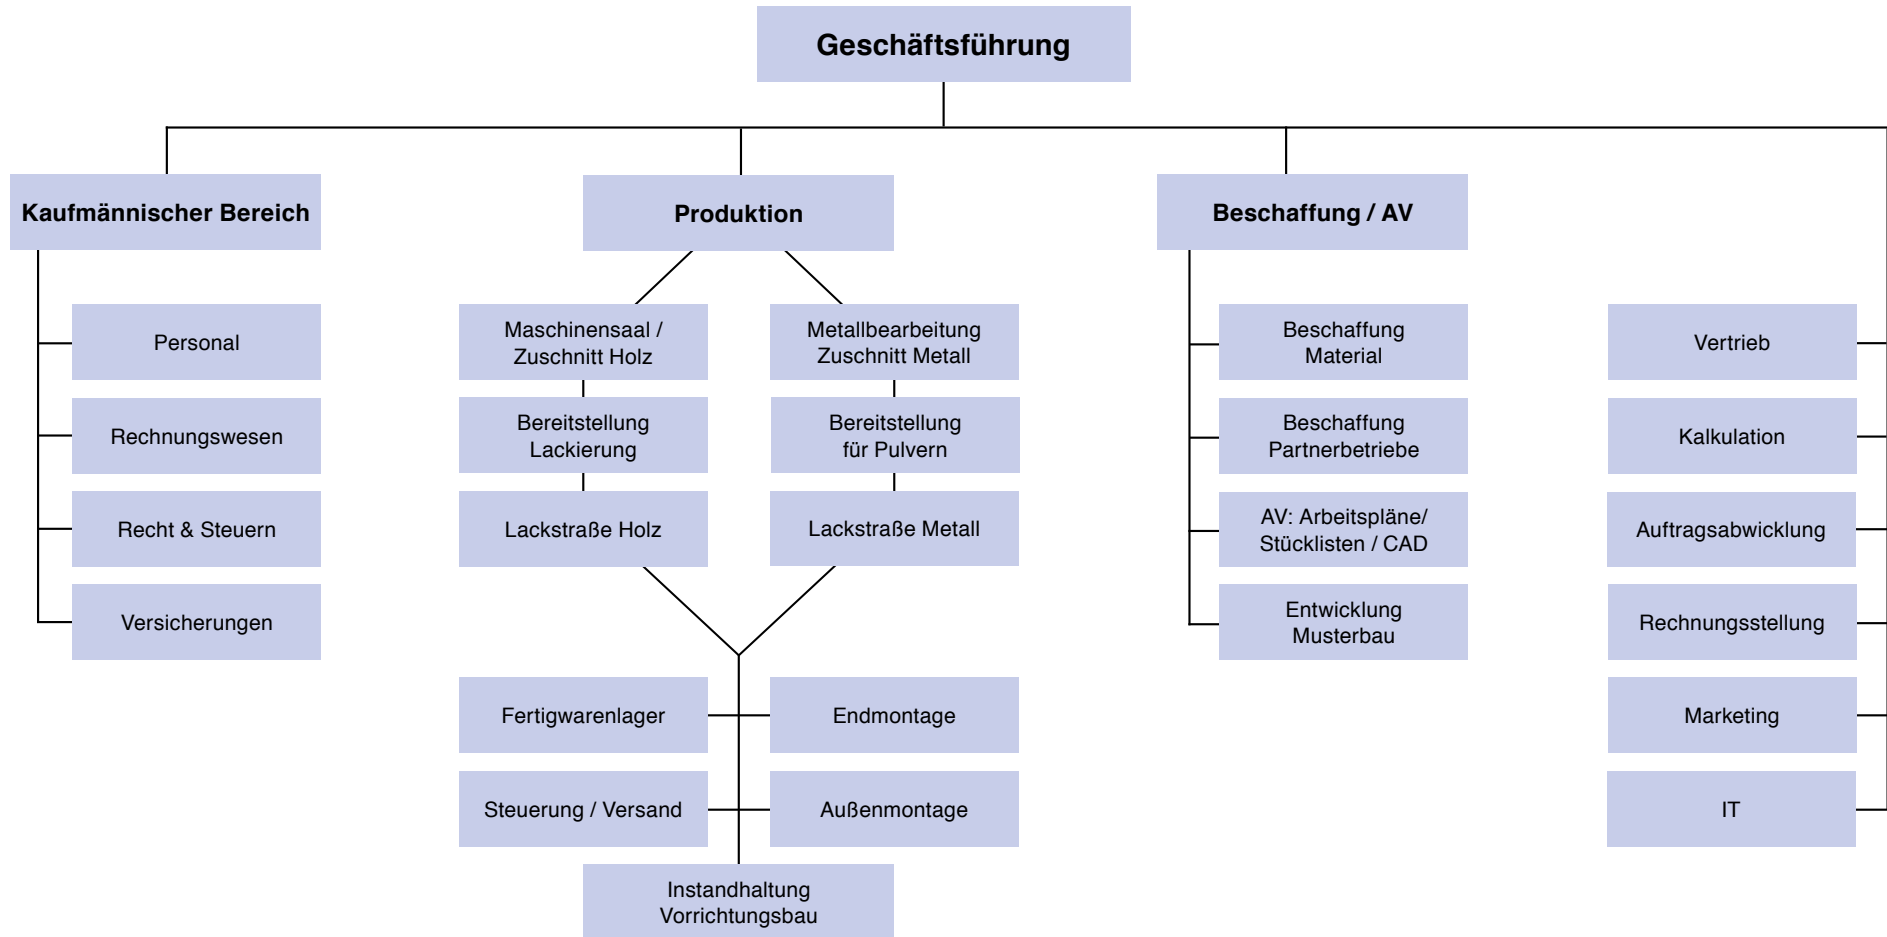 Geschäftsführung
Kaufmännischer Bereich
Personal
Rechnungswesen
Recht & Steuern
Versicherungen
Produktion
Maschinensaal /
Zuschnitt Holz
Bereitstellung
Lackierung
Lackstraße Holz
Metallbearbeitung
Zuschnitt Metall
Bereitstellung
für Pulvern
Lackstraße Metall
Fertigwarenlager
Endmontage
Steuerung / Versand
Außenmontage
Instandhaltung
Vorrichtungsbau
Beschaffung / AV
Beschaffung
Material
Beschaffung
Partnerbetriebe
AV: Arbeitspläne/
Stücklisten / CAD
Entwicklung
Musterbau
Vertrieb
Kalkulation
Auftragsabwicklung
Rechnungsstellung
Marketing
IT